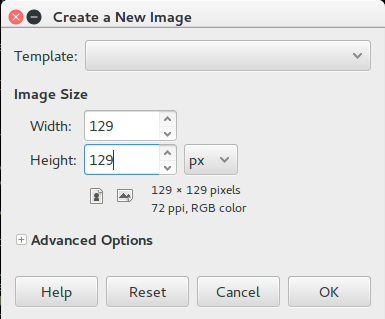 Create a New Image
Template:
Image Size
Width: 129
Height: 129 px
129 × 129 pixels
72 ppi, RGB color
Advanced Options
Help Reset Cancel OK